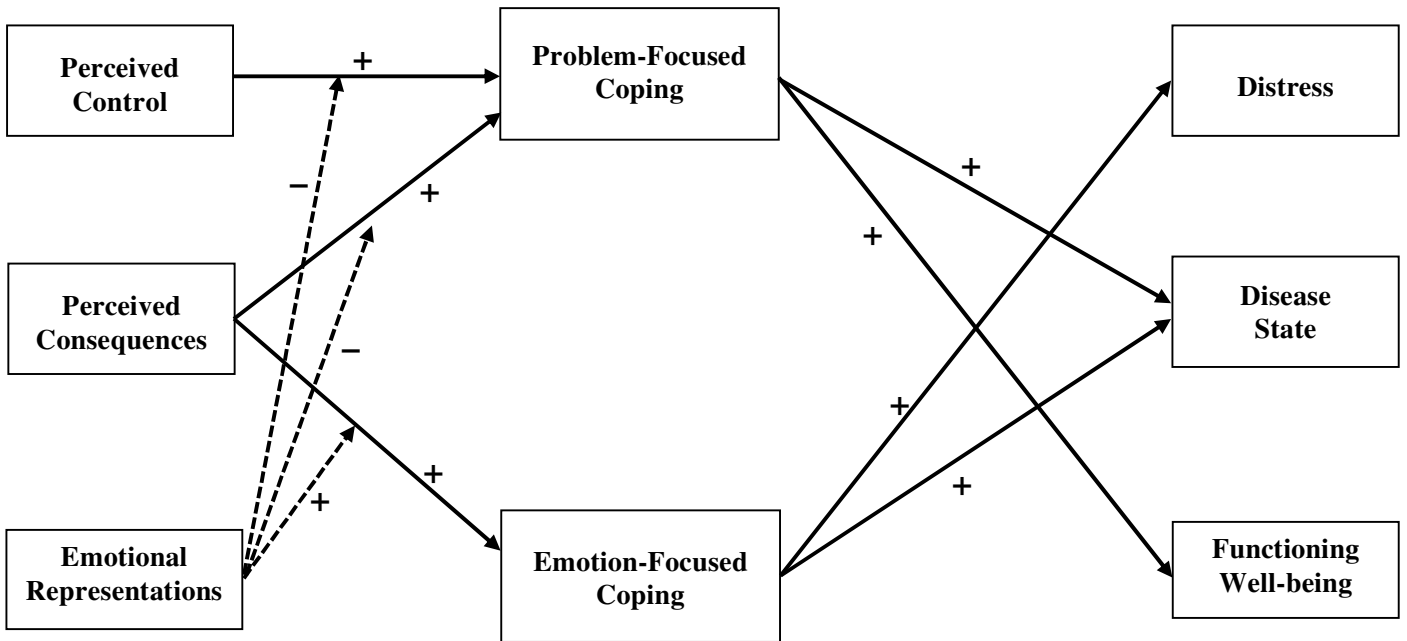 Perceived
Control
+
Problem-Focused
Coping
Distress
−
+
+
+
Perceived
Consequences
−
Disease
State
+
+
+
+
Emotional
Representations
Emotion-Focused
Coping
Functioning
Well-being